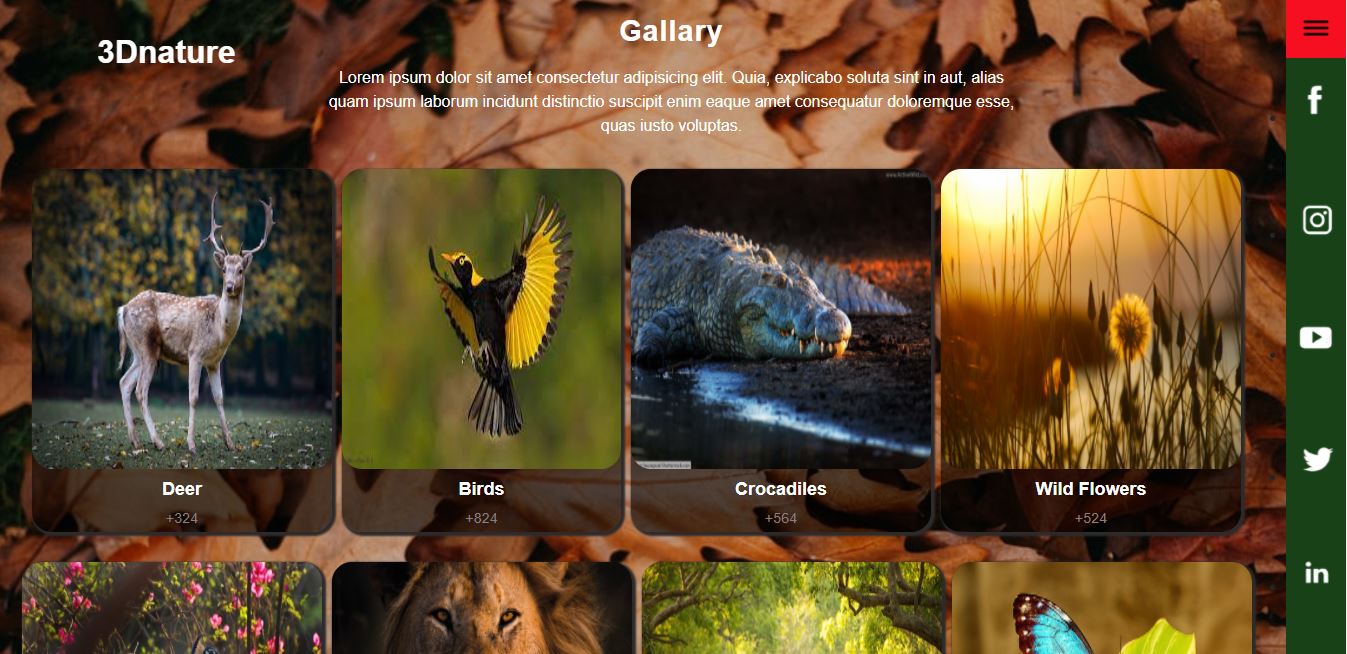 3Dnature
Gallary
Lorem ipsum dolor sit amet consectetur adipisicing elit. Quia, explicabo soluta sint in aut, alias
quam ipsum laborum incidunt distinctio suscipit enim eaque amet consequatur doloremque esse,
quas iusto voluptas.
Deer
+324
Birds
+824
Crocadiles
+564
Wild Flowers
+524